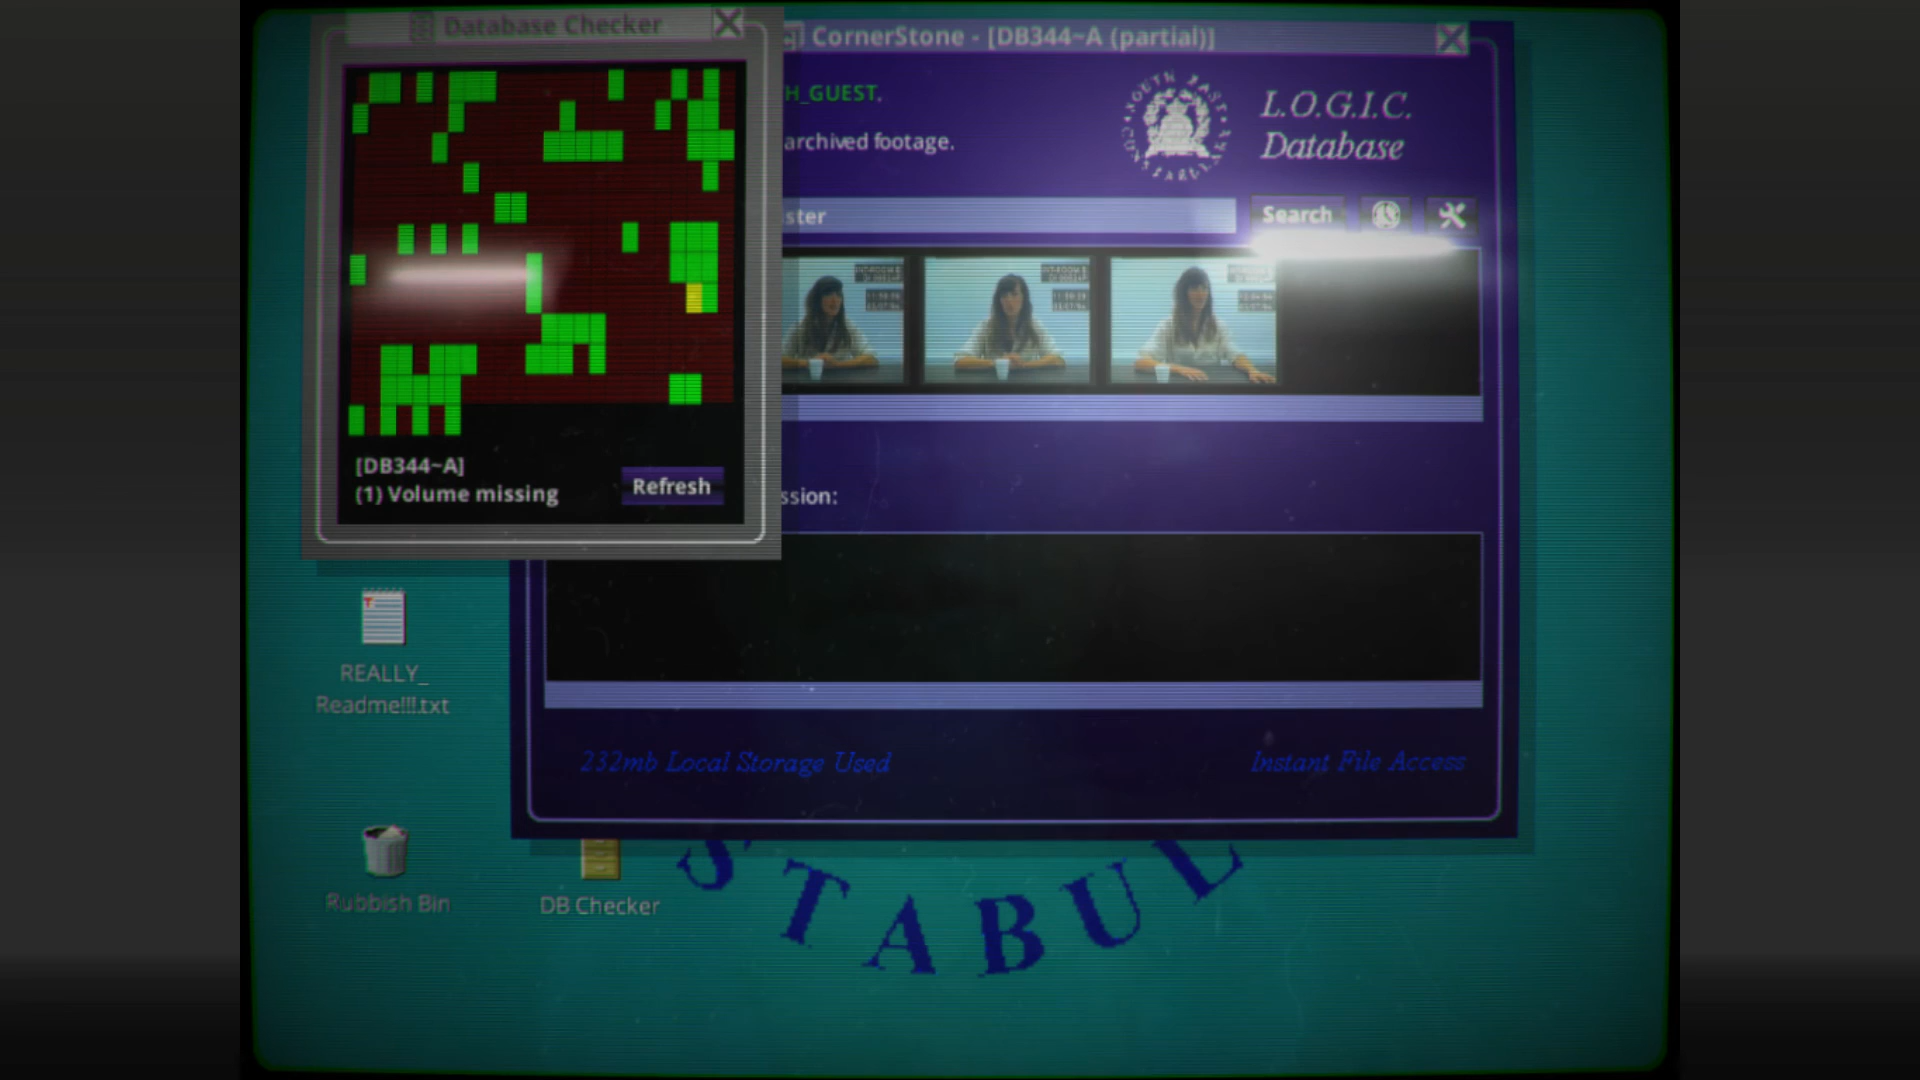 Database Checker
[DB344~A]
(1) Volume missing
Refresh
CornerStone - [DB344~A (partial)]
H_GUEST,
archived footage.
L.O.G.I.C.
Database
ster
Search
ssion:
232mb Local Storage Used
Instant File Access
REALLY_
Readme!!!.txt
Rubbish Bin
DB Checker
STABUL